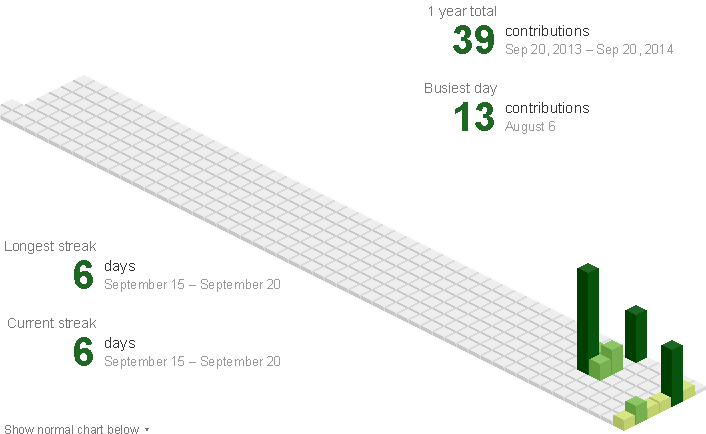 1 year total
39 contributions
Sep 20, 2013 – Sep 20, 2014
Busiest day
13 contributions
August 6
Longest streak
6 days
September 15 – September 20
Current streak
6 days
September 15 – September 20
Show normal chart below ▾